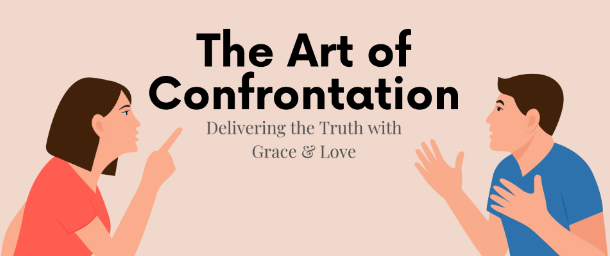 The Art of
Confrontation
Delivering the Truth with
Grace & Love